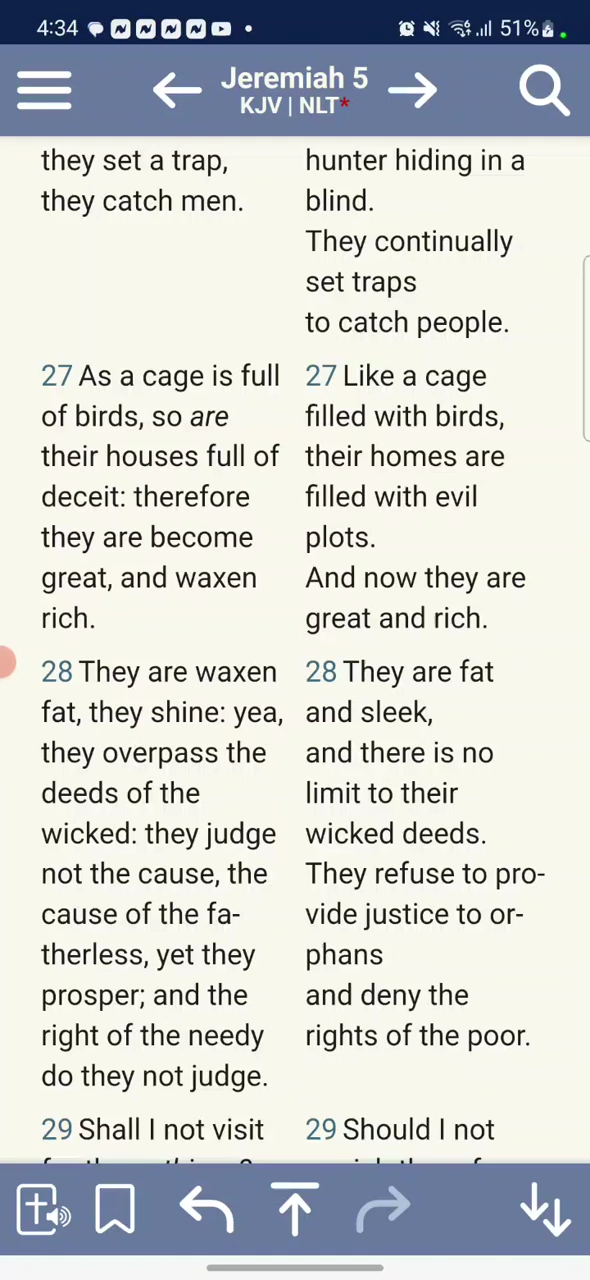 4:34
51%
Jeremiah 5
KJV | NLT*
they set a trap,
they catch men.
27 As a cage is full
of birds, so are
their houses full of
deceit: therefore
they are become
great, and waxen
rich.
28 They are waxen
fat, they shine: yea,
they overpass the
deeds of the
wicked: they judge
not the cause, the
cause of the fa-
therless, yet they
prosper; and the
right of the needy
do they not judge.
29 Shall I not visit
hunter hiding in a
blind.
They continually
set traps
to catch people.
27 Like a cage
filled with birds,
their homes are
filled with evil
plots.
And now they are
great and rich.
28 They are fat
and sleek,
and there is no
limit to their
wicked deeds.
They refuse to pro-
vide justice to or-
phans
and deny the
rights of the poor.
29 Should I not